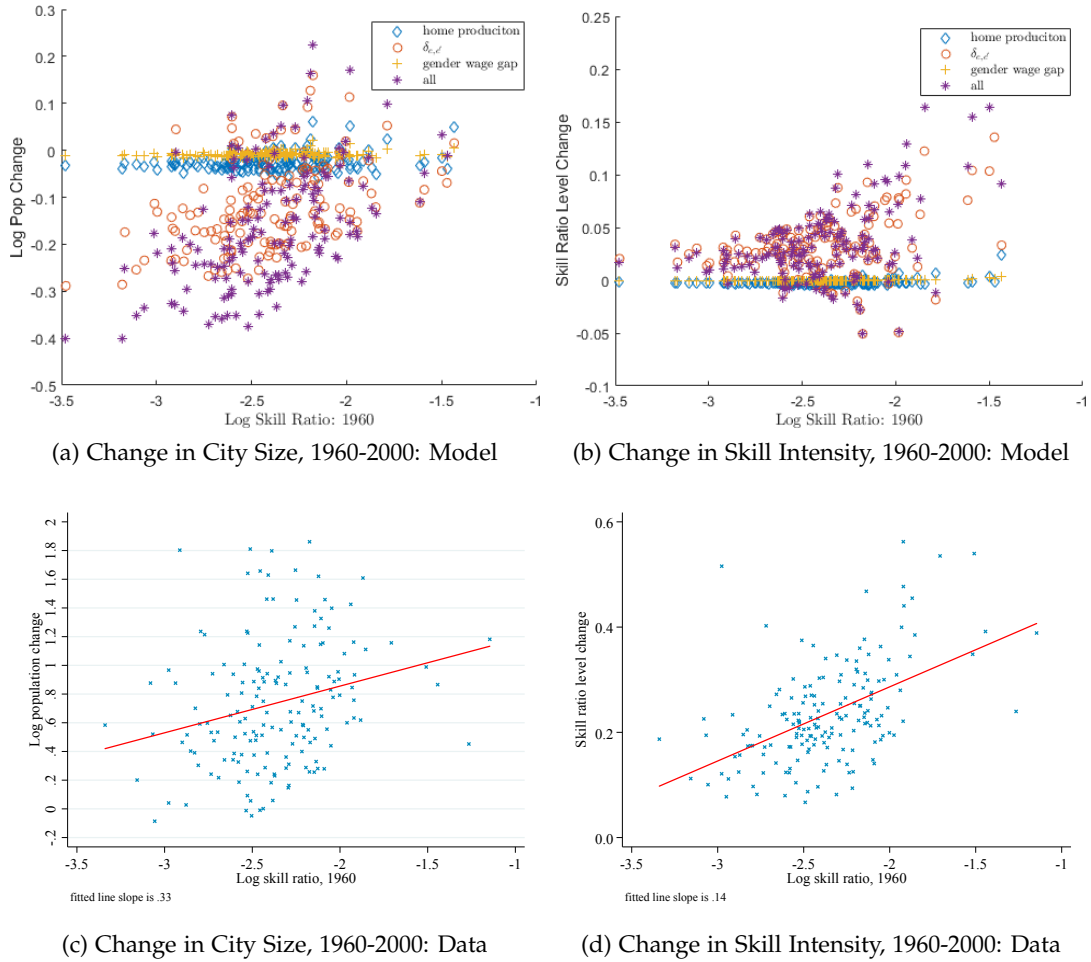 0.3
0.2
0.1
0
-0.1
-0.2
-0.3
-0.4
-0.5
Log Pop Change
home produciton
δ_{e,e'}
gender wage gap
all
-3.5 -3 -2.5 -2 -1.5 -1
Log Skill Ratio: 1960
(a) Change in City Size, 1960-2000: Model
0.25
0.2
0.15
0.1
0.05
0
-0.05
-0.1
Skill Ratio Level Change
home produciton
δ_{e,e'}
gender wage gap
all
-3.5 -3 -2.5 -2 -1.5 -1
Log Skill Ratio: 1960
(b) Change in Skill Intensity, 1960-2000: Model
2
1.8
1.6
1.4
1.2
1
.8
.6
.4
.2
0
-.2
Log population change
-3.5 -3 -2.5 -2 -1.5 -1
Log skill ratio, 1960
fitted line slope is .33
(c) Change in City Size, 1960-2000: Data
0.6
0.4
0.2
0.0
Skill ratio level change
-3.5 -3 -2.5 -2 -1.5 -1
Log skill ratio, 1960
fitted line slope is .14
(d) Change in Skill Intensity, 1960-2000: Data